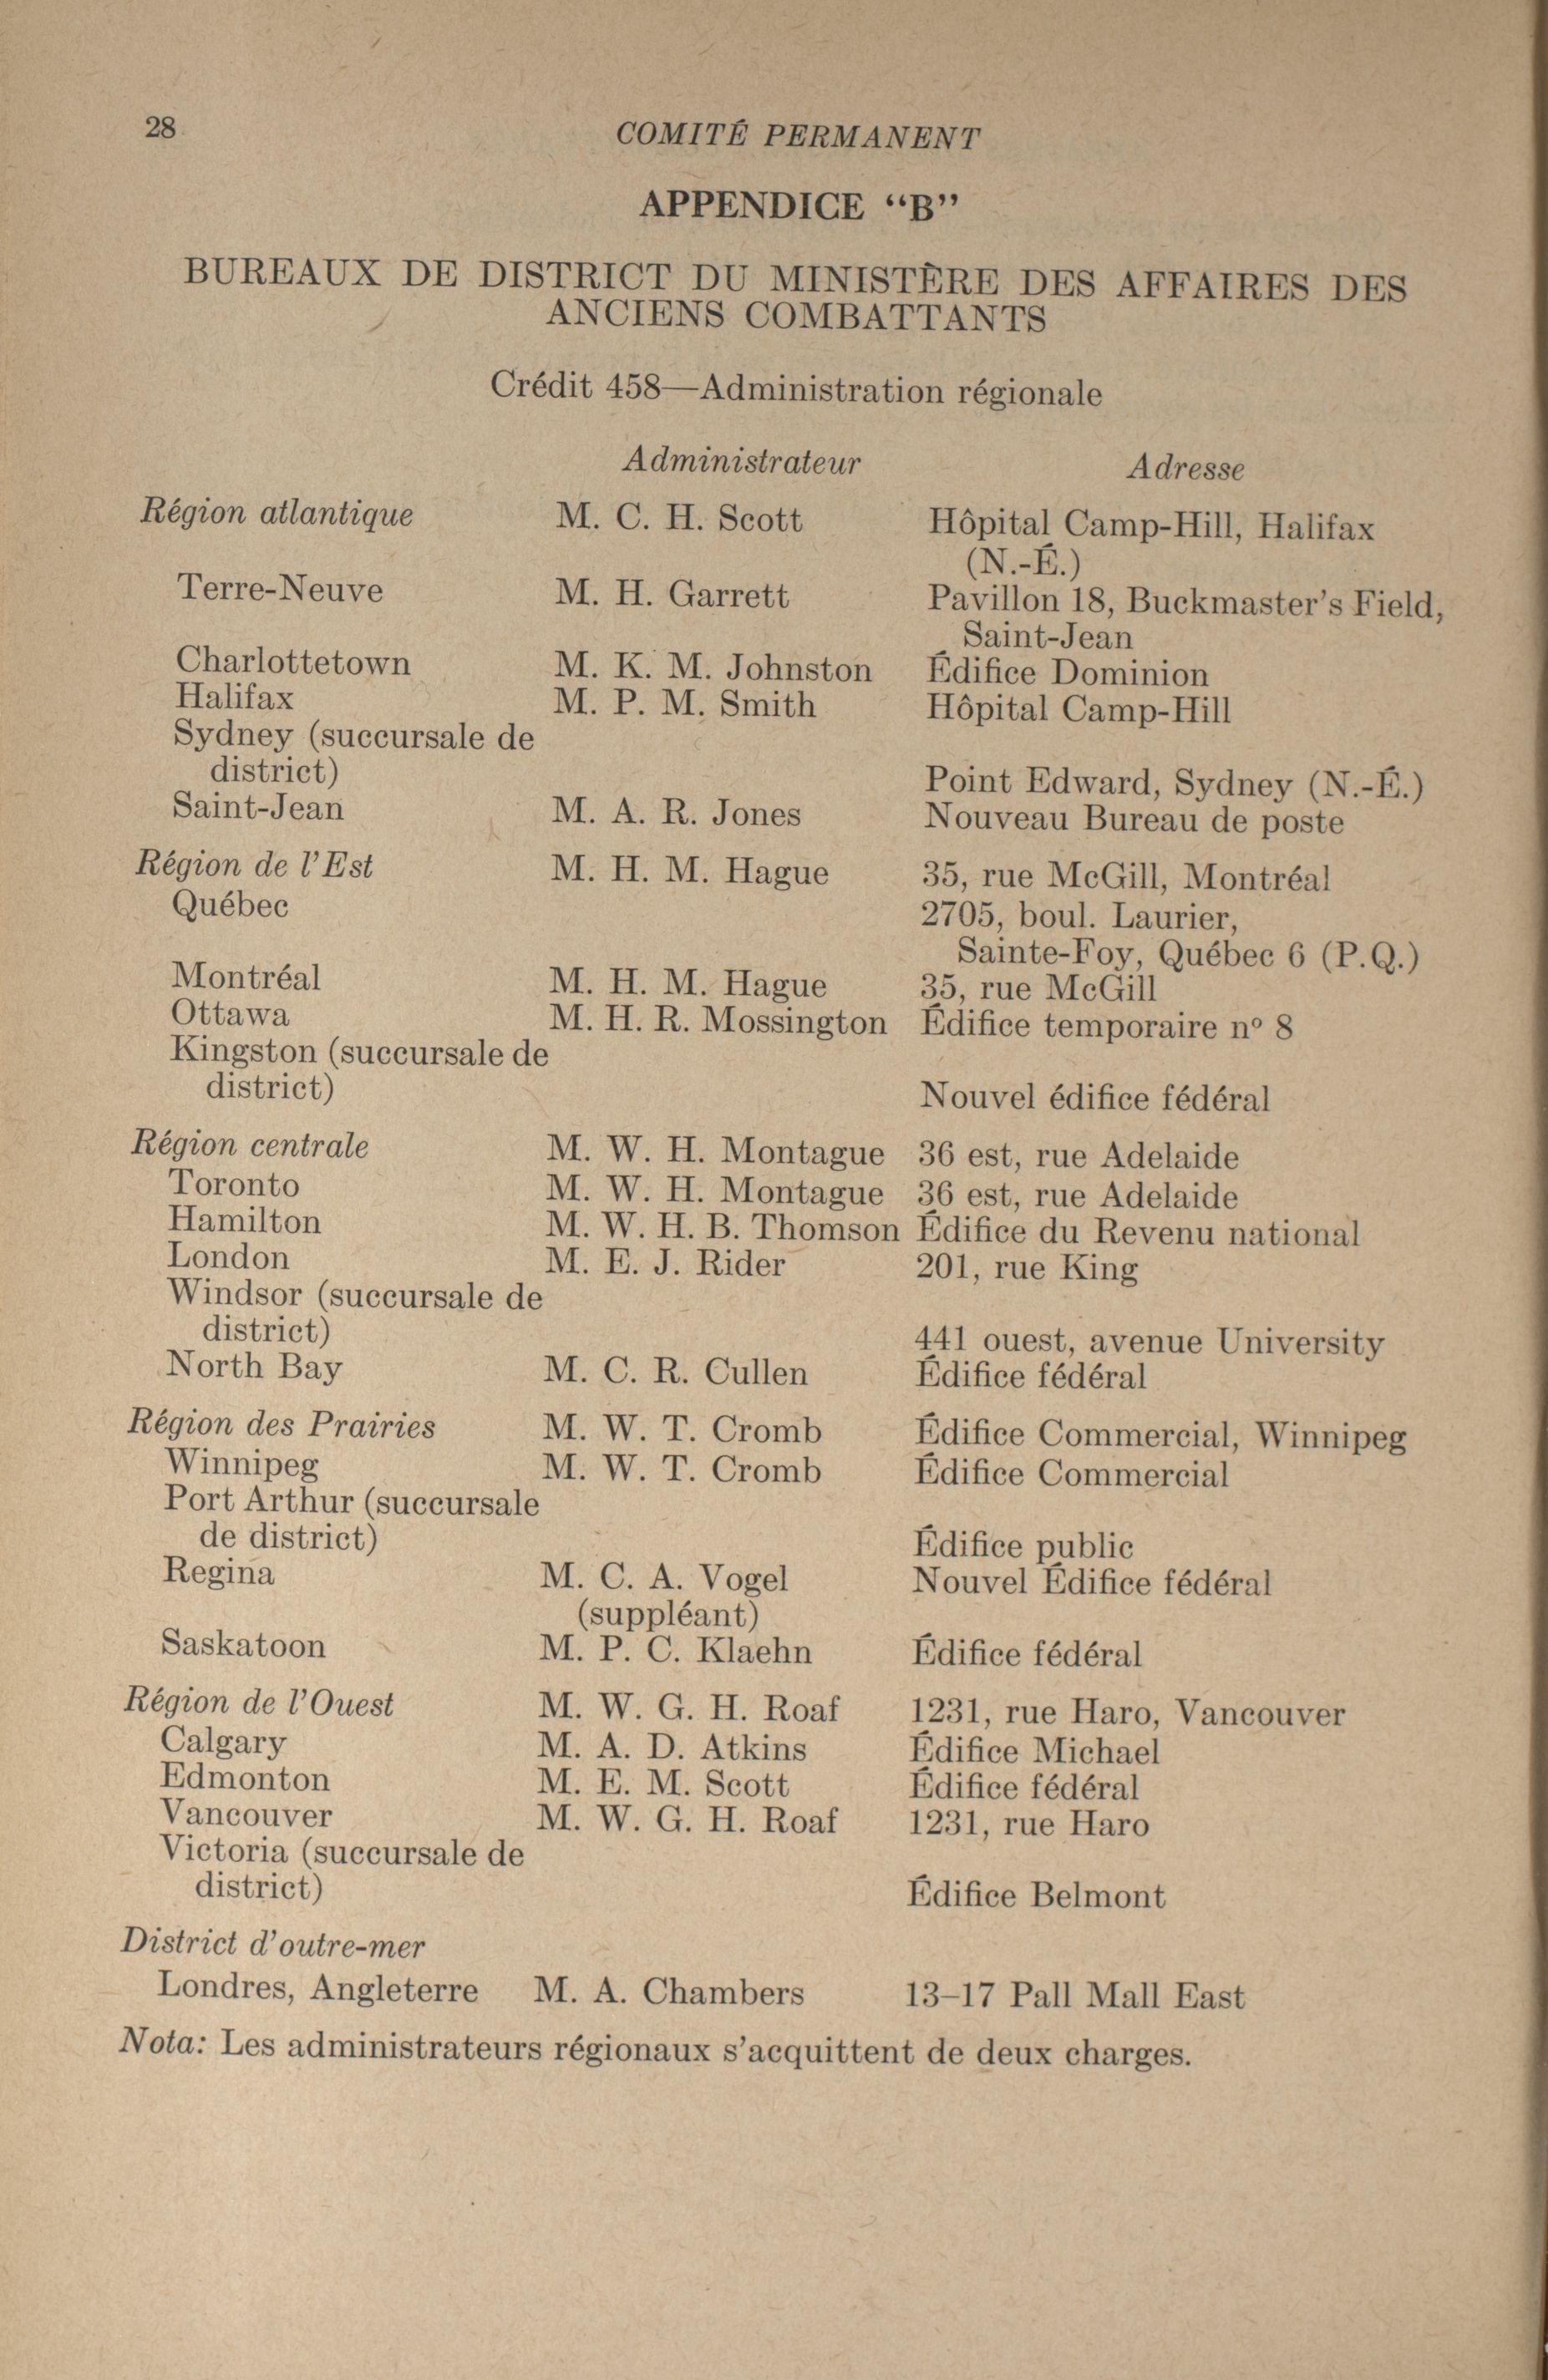 28
COMITÉ PERMANENT
APPENDICE “B”
BUREAUX DE DISTRICT DU MINISTÈRE DES AFFAIRES DES
ANCIENS COMBATTANTS
Crédit 458—Administration régionale
Administrateur Adresse
Région atlantique M. C. H. Scott Hôpital Camp-Hill, Halifax
(N.-É.)
Terre-Neuve M. H. Garrett Pavillon 18, Buckmaster’s Field,
Saint-Jean
Charlottetown M. K. M. Johnston Édifice Dominion
Halifax M. P. M. Smith Hôpital Camp-Hill
Sydney (succursale de
district) Point Edward, Sydney (N.-É.)
Saint-Jean M. A. R. Jones Nouveau Bureau de poste
Région de l’Est M. H. M. Hague 35, rue McGill, Montréal
Québec 2705, boul. Laurier,
Sainte-Foy, Québec 6 (P.Q.)
Montréal M. H. M. Hague 35, rue McGill
Ottawa M. H. R. Mossington Édifice temporaire nº 8
Kingston (succursale de
district) Nouvel édifice fédéral
Région centrale M. W. H. Montague 36 est, rue Adelaide
Toronto M. W. H. Montague 36 est, rue Adelaide
Hamilton M. W. H. B. Thomson Édifice du Revenu national
London M. E. J. Rider 201, rue King
Windsor (succursale de
district) 441 ouest, avenue University
North Bay M. C. R. Cullen Édifice fédéral
Région des Prairies M. W. T. Cromb Édifice Commercial, Winnipeg
Winnipeg M. W. T. Cromb Édifice Commercial
Port Arthur (succursale
de district) Édifice public
Regina M. C. A. Vogel Nouvel Édifice fédéral
(suppléant)
Saskatoon M. P. C. Klaehn Édifice fédéral
Région de l’Ouest M. W. G. H. Roaf 1231, rue Haro, Vancouver
Calgary M. A. D. Atkins Édifice Michael
Edmonton M. E. M. Scott Édifice fédéral
Vancouver M. W. G. H. Roaf 1231, rue Haro
Victoria (succursale de
district) Édifice Belmont
District d’outre-mer
Londres, Angleterre M. A. Chambers 13–17 Pall Mall East
Nota: Les administrateurs régionaux s’acquittent de deux charges.